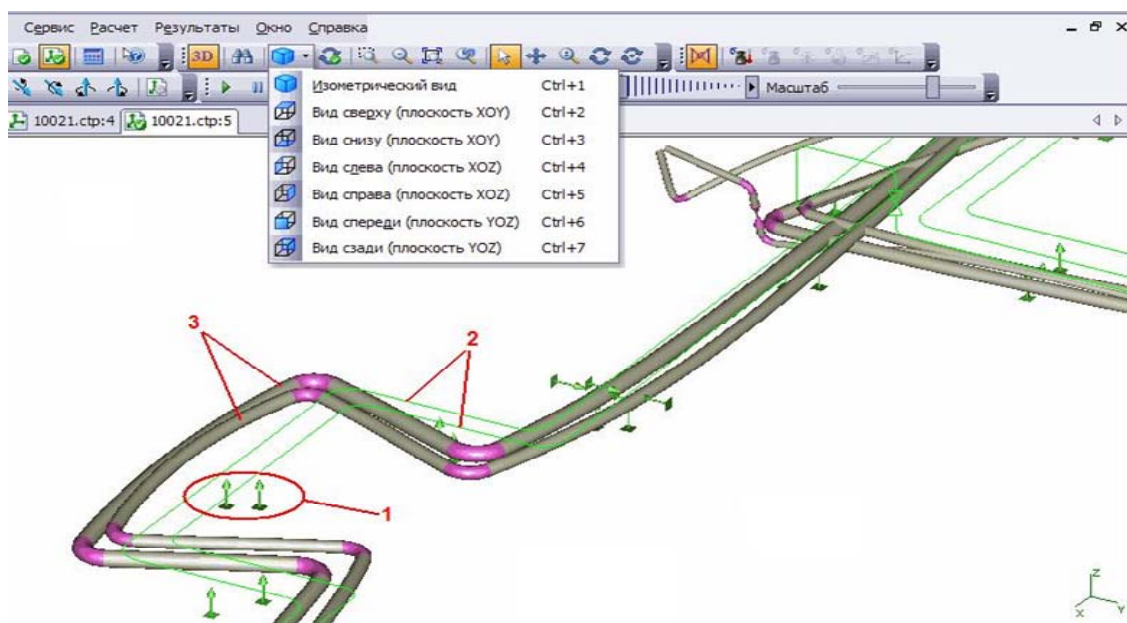 Сервис Расчет Результаты Окно Справка
3D
Масштаб
10021.ctp:4 10021.ctp:5
Изометрический вид Ctrl+1
Вид сверху (плоскость XOY) Ctrl+2
Вид снизу (плоскость XOY) Ctrl+3
Вид слева (плоскость XOZ) Ctrl+4
Вид справа (плоскость XOZ) Ctrl+5
Вид спереди (плоскость YOZ) Ctrl+6
Вид сзади (плоскость YOZ) Ctrl+7
3
2
1
Z
X Y